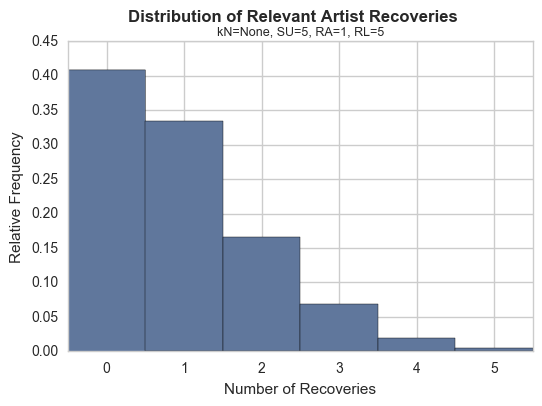 Distribution of Relevant Artist Recoveries
kN=None, SU=5, RA=1, RL=5
0.45
0.40
0.35
0.30
0.25
0.20
0.15
0.10
0.05
0.00
Relative Frequency
0 1 2 3 4 5
Number of Recoveries